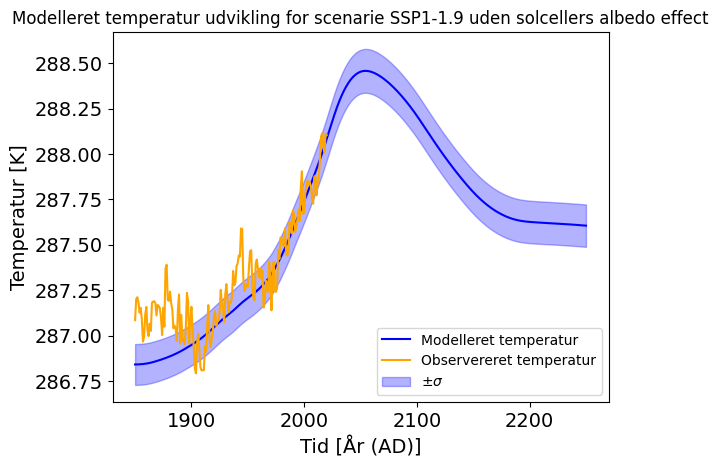 Modelleret temperatur udvikling for scenarie SSP1-1.9 uden solcellers albedo effect
288.50
288.25
288.00
287.75
287.50
287.25
287.00
286.75
Temperatur [K]
Modelleret temperatur
Observereret temperatur
±σ
1900 2000 2100 2200
Tid [År (AD)]